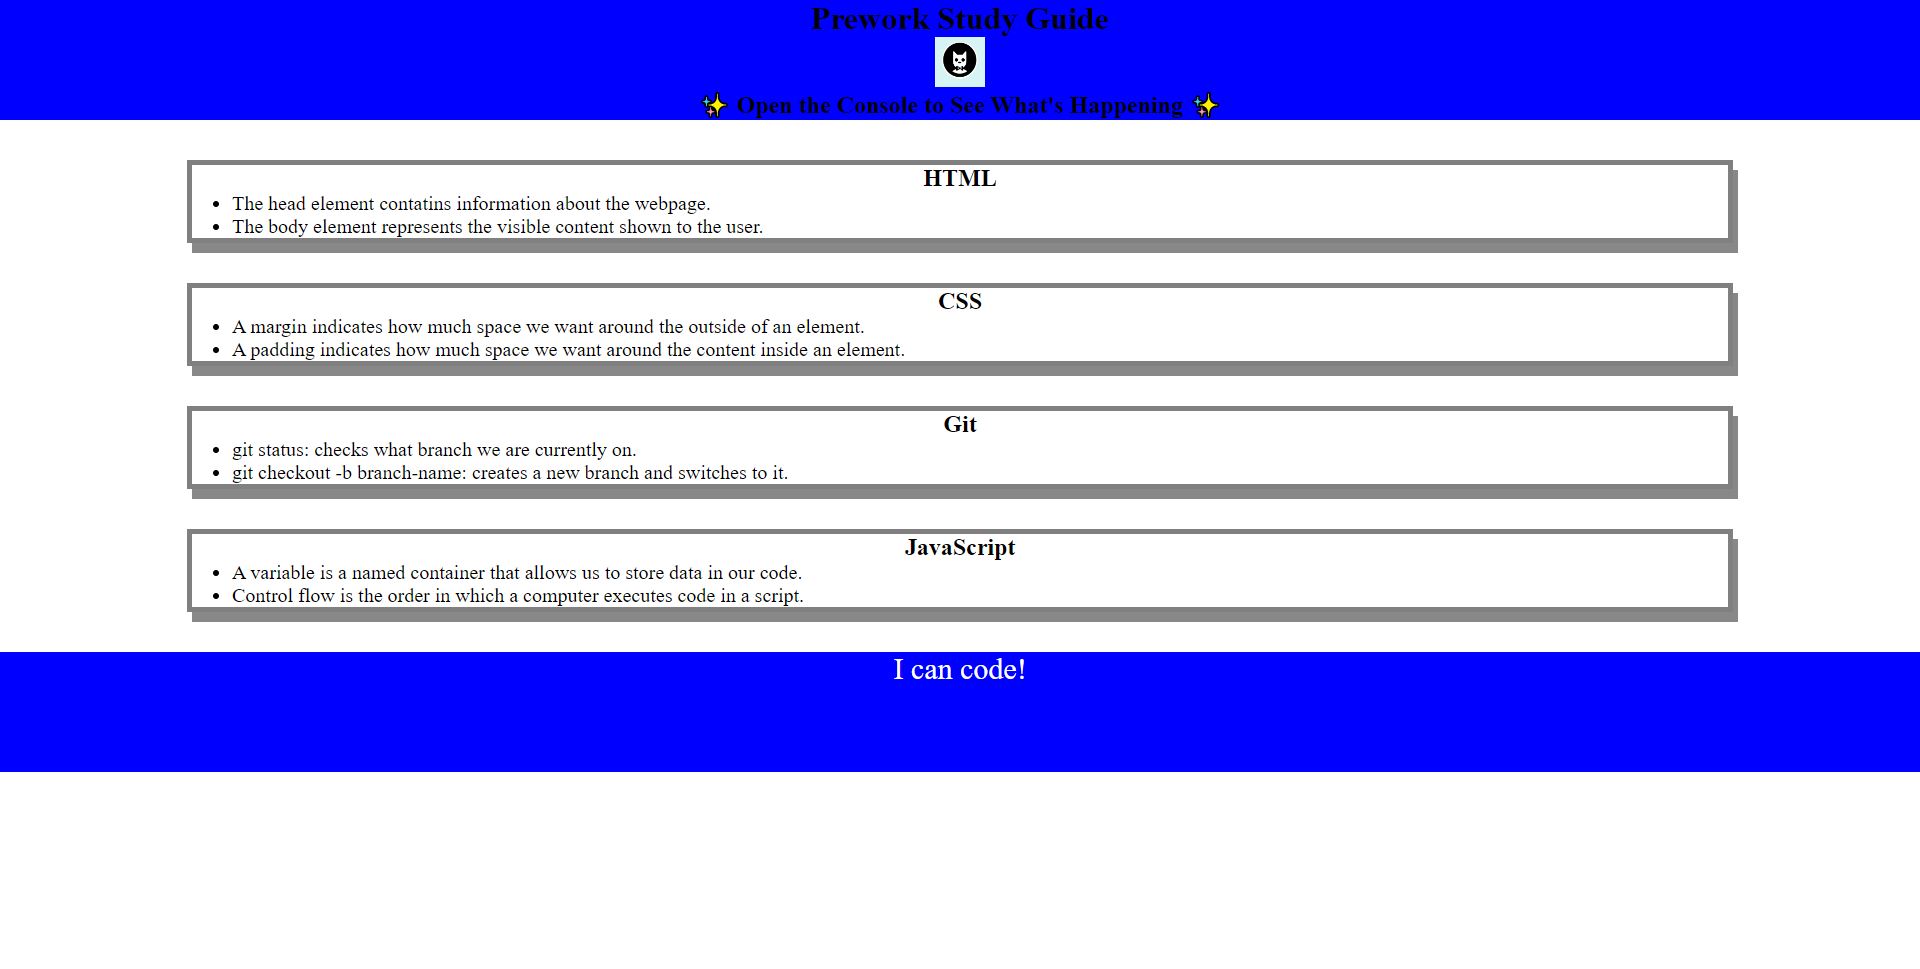 Prework Study Guide
✨ Open the Console to See What's Happening ✨
HTML
• The head element contatins information about the webpage.
• The body element represents the visible content shown to the user.
CSS
• A margin indicates how much space we want around the outside of an element.
• A padding indicates how much space we want around the content inside an element.
Git
• git status: checks what branch we are currently on.
• git checkout -b branch-name: creates a new branch and switches to it.
JavaScript
• A variable is a named container that allows us to store data in our code.
• Control flow is the order in which a computer executes code in a script.
I can code!